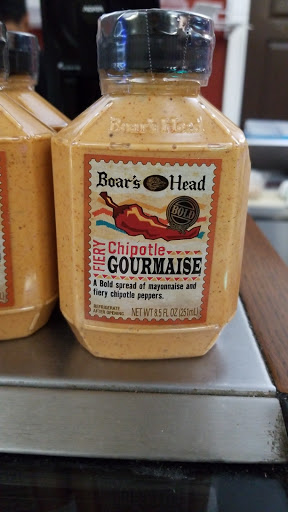 Boar's Head
Boar's Head
BOLD
FIERY
Chipotle
GOURMAISE
A Bold spread of mayonnaise and
fiery chipotle peppers.
REFRIGERATE
AFTER OPENING
NET WT 8.5 FL OZ (251mL)